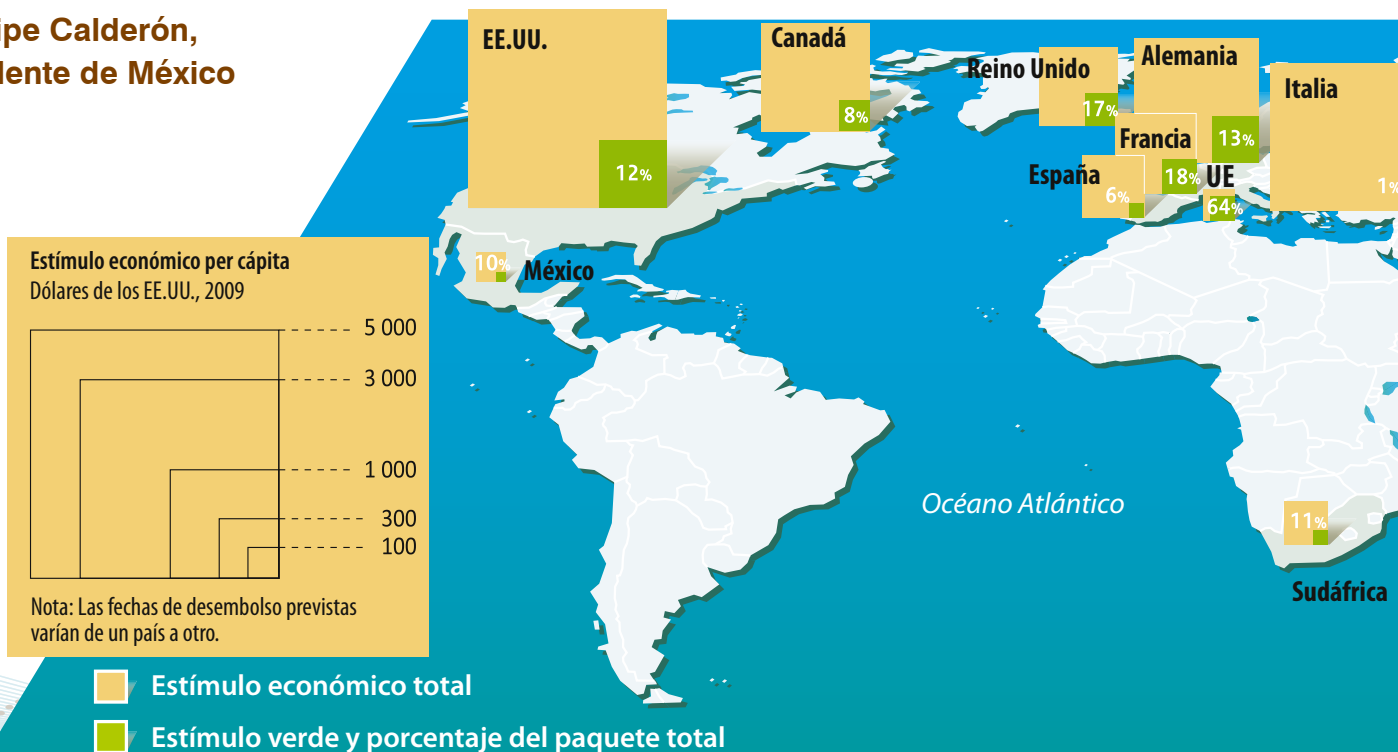 ipe Calderón,
lente de México
EE.UU.
12%
Canadá
8%
Reino Unido
17%
Alemania
13%
Italia
1%
Francia
18%
UE
64%
España
6%
10%
México
Estímulo económico per cápita
Dólares de los EE.UU., 2009
5 000
3 000
1 000
300
100
Nota: Las fechas de desembolso previstas
varían de un país a otro.
Océano Atlántico
11%
Sudáfrica
Estímulo económico total
Estímulo verde y porcentaje del paquete total